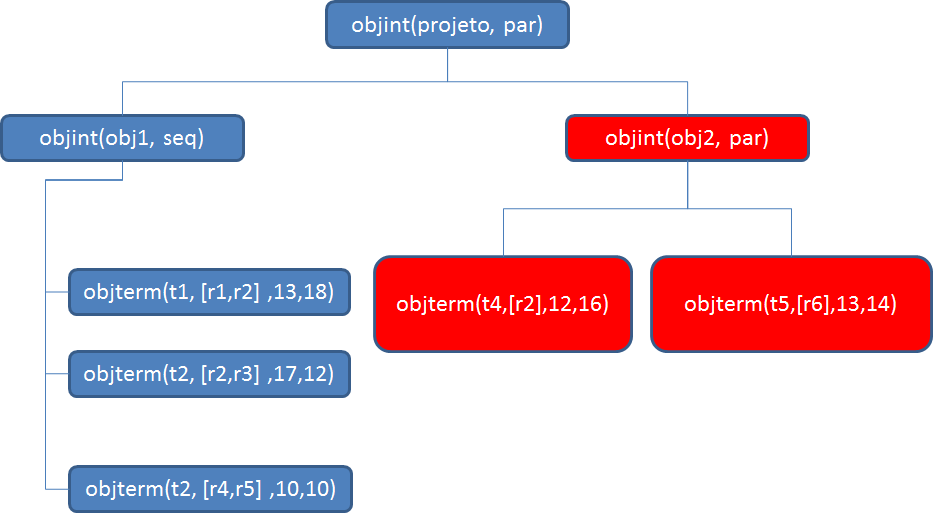 objint(projeto, par)
objint(obj1, seq)
objint(obj2, par)
objterm(t1, [r1,r2] ,13,18)
objterm(t4,[r2],12,16)
objterm(t5,[r6],13,14)
objterm(t2, [r2,r3] ,17,12)
objterm(t2, [r4,r5] ,10,10)